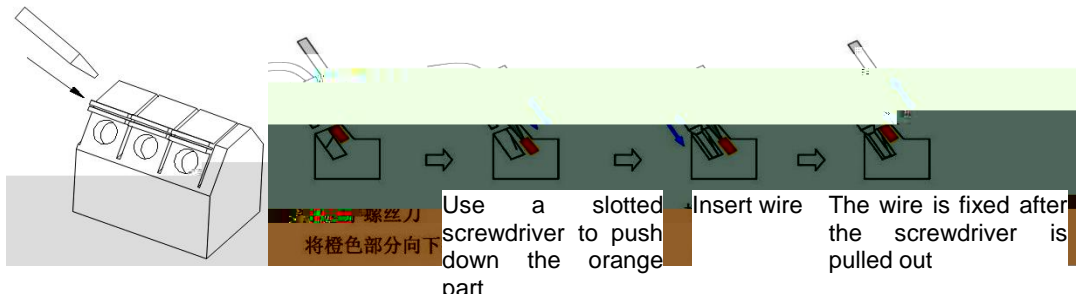 螺丝刀
将橙色部分向下
Use a slotted
screwdriver to push
down the orange
part
Insert wire
The wire is fixed after
the screwdriver is
pulled out